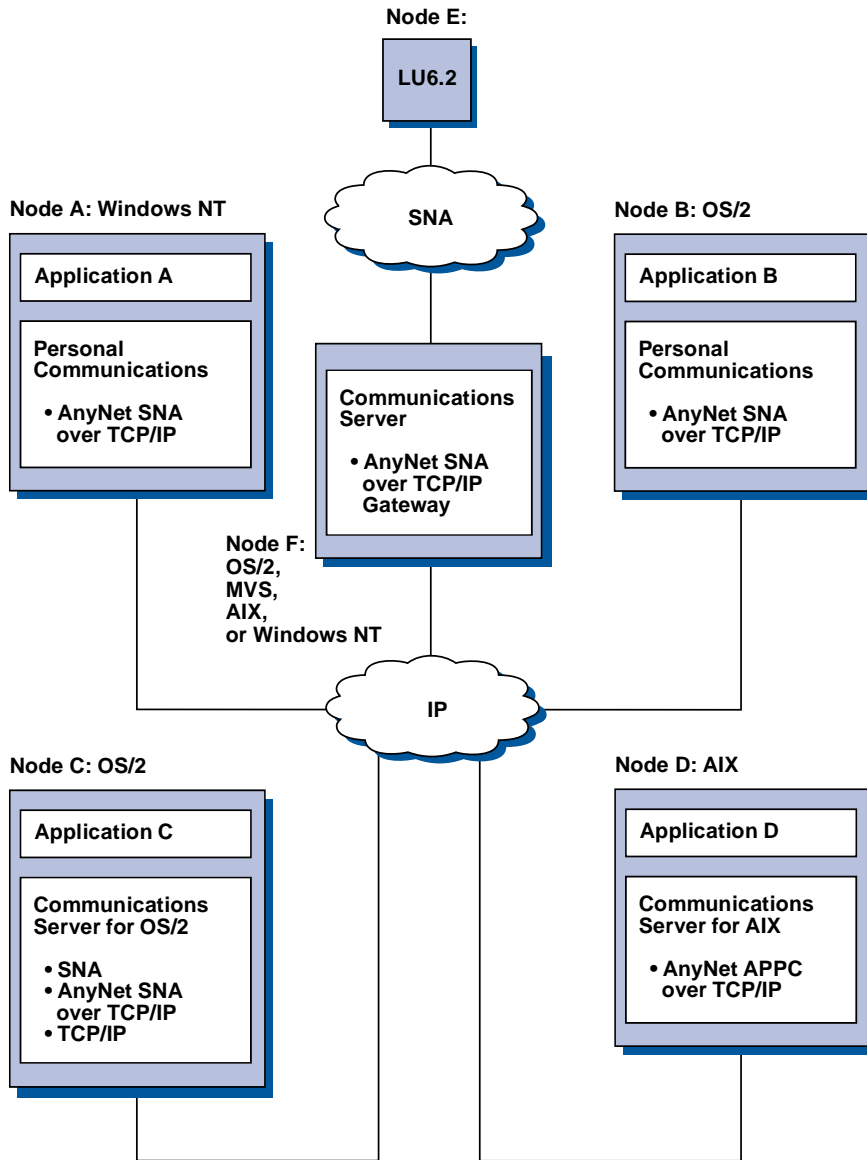 Node E:
LU6.2
SNA
Node A: Windows NT
Application A
Personal
Communications
• AnyNet SNA
over TCP/IP
Node B: OS/2
Application B
Personal
Communications
• AnyNet SNA
over TCP/IP
Communications
Server
• AnyNet SNA
over TCP/IP
Gateway
Node F:
OS/2,
MVS,
AIX,
or Windows NT
IP
Node C: OS/2
Application C
Communications
Server for OS/2
• SNA
• AnyNet SNA
over TCP/IP
• TCP/IP
Node D: AIX
Application D
Communications
Server for AIX
• AnyNet APPC
over TCP/IP